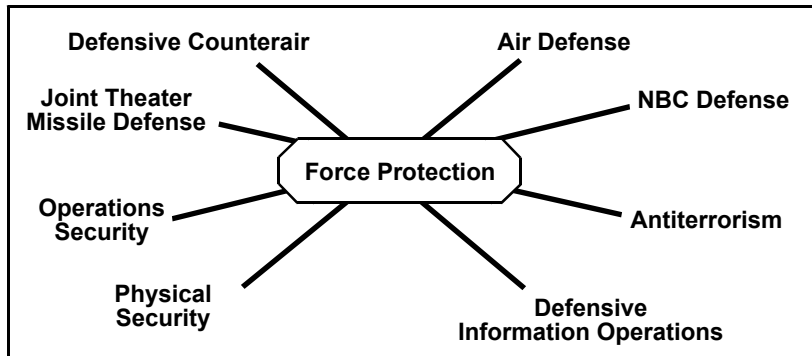 Defensive Counterair
Air Defense
Joint Theater
Missile Defense
NBC Defense
Force Protection
Operations
Security
Antiterrorism
Physical
Security
Defensive
Information Operations